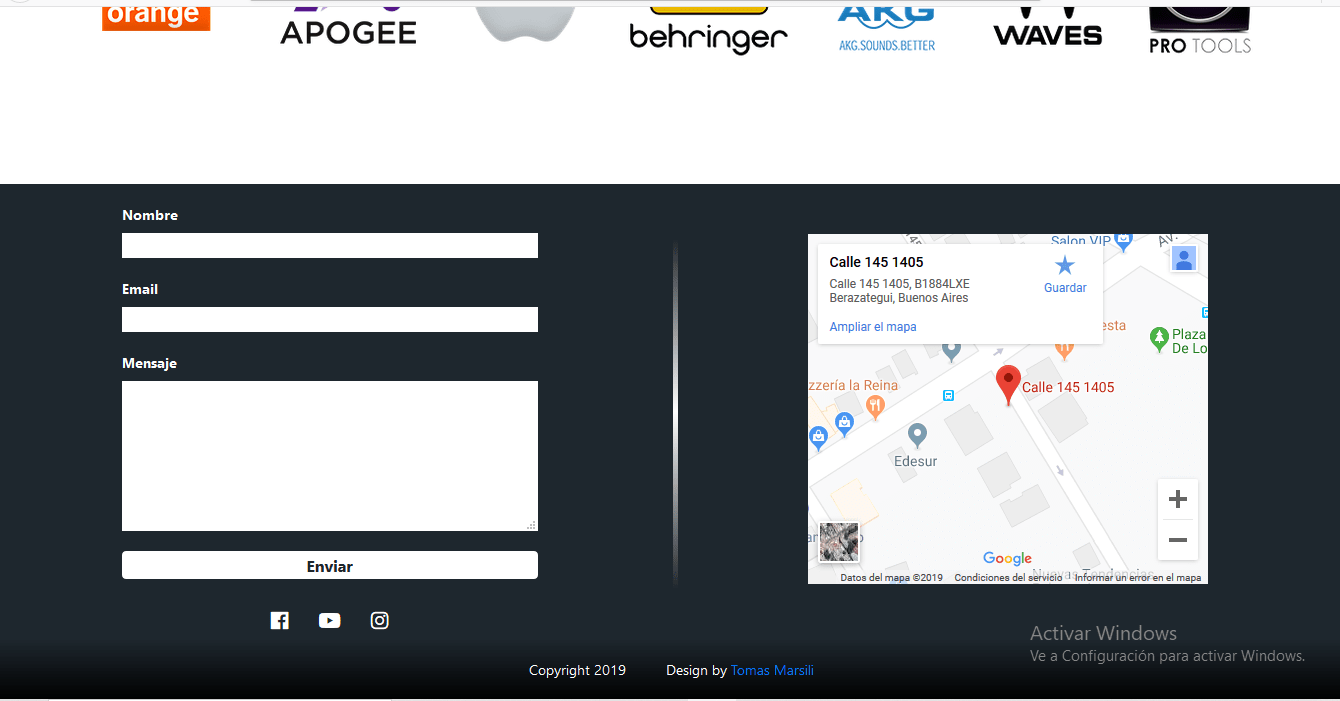 orange
APOGEE
behringer
AKG
AKG.SOUNDS.BETTER
WAVES
PRO TOOLS
Nombre
Email
Mensaje
Enviar
Salon VIP
Av.
Calle 145 1405
Calle 145 1405, B1884LXE
Berazategui, Buenos Aires
Guardar
Ampliar el mapa
esta
Plaza
De Lo
zzería la Reina
Calle 145 1405
Edesur
Google
Nuevas Tendencias
Datos del mapa ©2019 Condiciones del servicio Informar un error en el mapa
Activar Windows
Ve a Configuración para activar Windows.
Copyright 2019 Design by Tomas Marsili